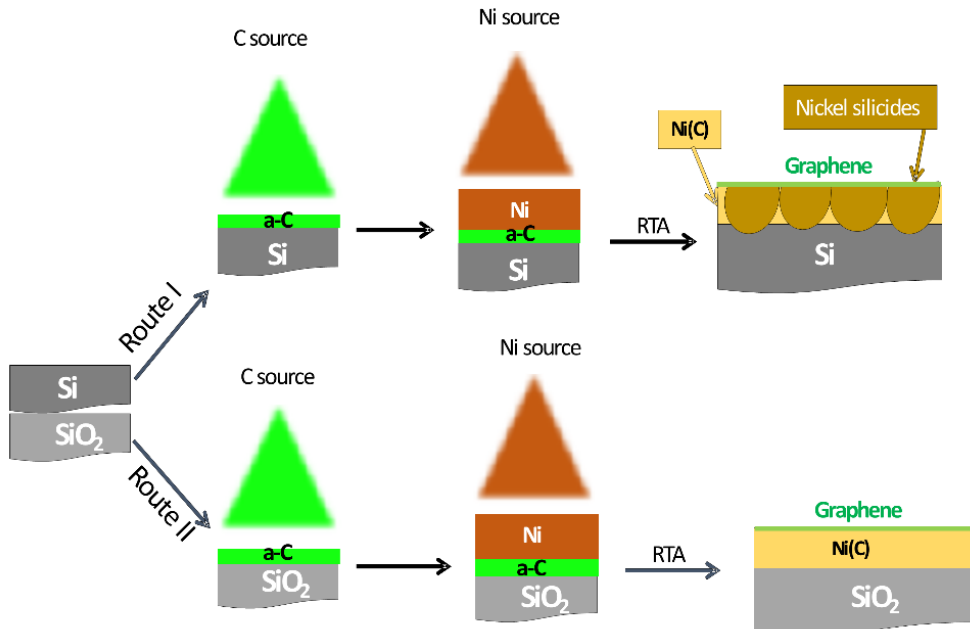 C source
Ni source
Nickel silicides
Ni(C)
Graphene
a-C
Si
Ni
a-C
Si
RTA
Si
Route I
Si
SiO₂
Route II
C source
Ni source
a-C
SiO₂
Ni
a-C
SiO₂
RTA
Graphene
Ni(C)
SiO₂